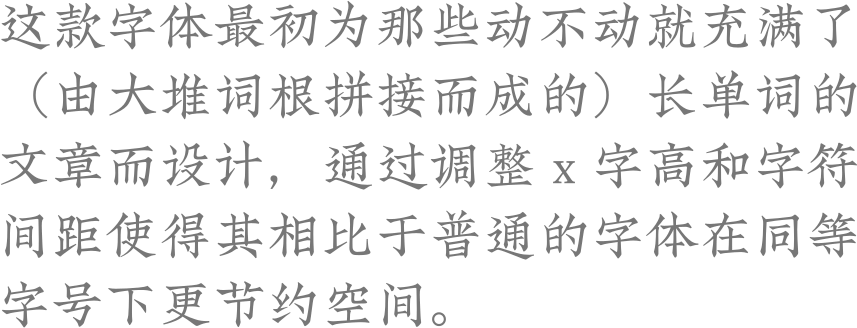 这款字体最初为那些动不动就充满了
（由大堆词根拼接而成的）长单词的
文章而设计，通过调整 x 字高和字符
间距使得其相比于普通的字体在同等
字号下更节约空间。